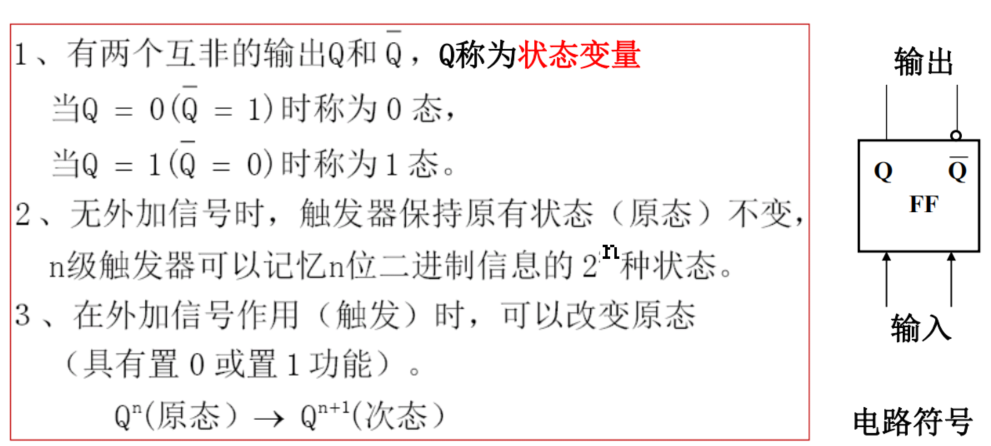 1、有两个互非的输出Q和Q̅，Q称为状态变量
当Q = 0(Q̅ = 1)时称为0态，
当Q = 1(Q̅ = 0)时称为1态。
2、无外加信号时，触发器保持原有状态（原态）不变，
n级触发器可以记忆n位二进制信息的2ⁿ种状态。
3、在外加信号作用（触发）时，可以改变原态
（具有置0或置1功能）。
Qⁿ(原态）→ Qⁿ⁺¹(次态）
输出
Q Q̅
FF
输入
电路符号